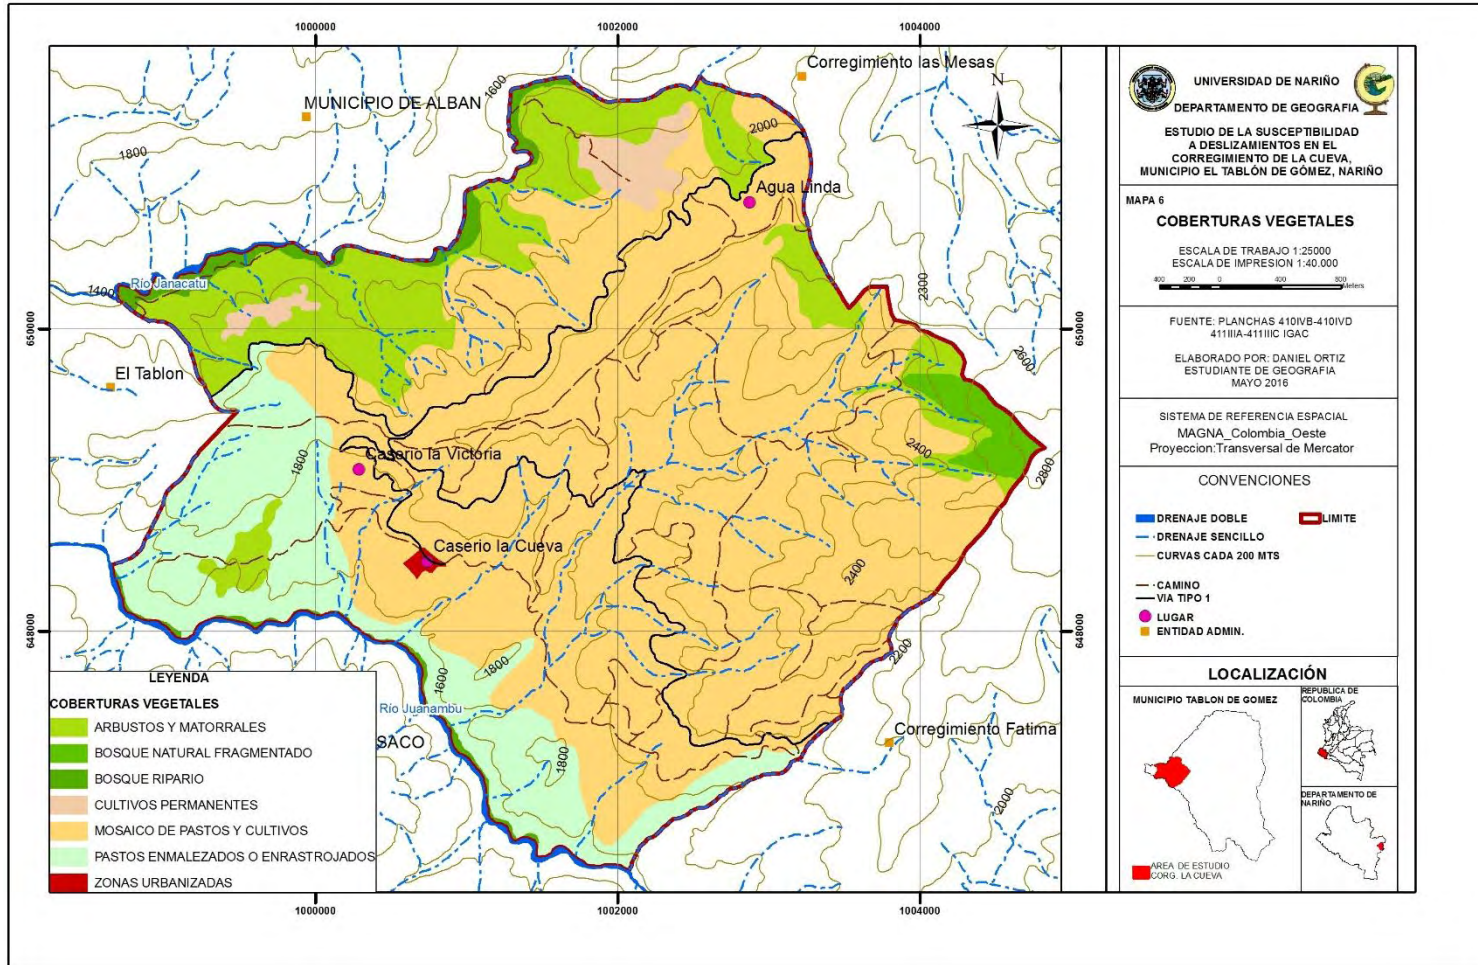 1000000
1002000
1004000
Corregimiento las Mesas
MUNICIPIO DE ALBAN
N
1600
2000
1800
Agua Linda
Río Janacatu
1400
2300
650000
650000
2600
El Tablon
2400
1800
Caserio la Victoria
2800
Caserio la Cueva
2400
648000
648000
2200
1800
1600
Río Juanambu
SACO
Corregimiento Fatima
1800
2000
LEYENDA
COBERTURAS VEGETALES
ARBUSTOS Y MATORRALES
BOSQUE NATURAL FRAGMENTADO
BOSQUE RIPARIO
CULTIVOS PERMANENTES
MOSAICO DE PASTOS Y CULTIVOS
PASTOS ENMALEZADOS O ENRASTROJADOS
ZONAS URBANIZADAS
1000000
1002000
1004000
UNIVERSIDAD DE NARIÑO
DEPARTAMENTO DE GEOGRAFIA
ESTUDIO DE LA SUSCEPTIBILIDAD
A DESLIZAMIENTOS EN EL
CORREGIMIENTO DE LA CUEVA,
MUNICIPIO EL TABLÓN DE GÓMEZ, NARIÑO
MAPA 6
COBERTURAS VEGETALES
ESCALA DE TRABAJO 1:25000
ESCALA DE IMPRESION 1:40.000
400 200 0 400 800
Meters
FUENTE: PLANCHAS 410IVB-410IVD
411IIIA-411IIIC IGAC
ELABORADO POR: DANIEL ORTIZ
ESTUDIANTE DE GEOGRAFIA
MAYO 2016
SISTEMA DE REFERENCIA ESPACIAL
MAGNA_Colombia_Oeste
Proyeccion:Transversal de Mercator
CONVENCIONES
DRENAJE DOBLE
LIMITE
DRENAJE SENCILLO
CURVAS CADA 200 MTS
CAMINO
VIA TIPO 1
LUGAR
ENTIDAD ADMIN.
LOCALIZACIÓN
MUNICIPIO TABLON DE GOMEZ
REPUBLICA DE
COLOMBIA
DEPARTAMENTO DE
NARIÑO
AREA DE ESTUDIO
CORG. LA CUEVA